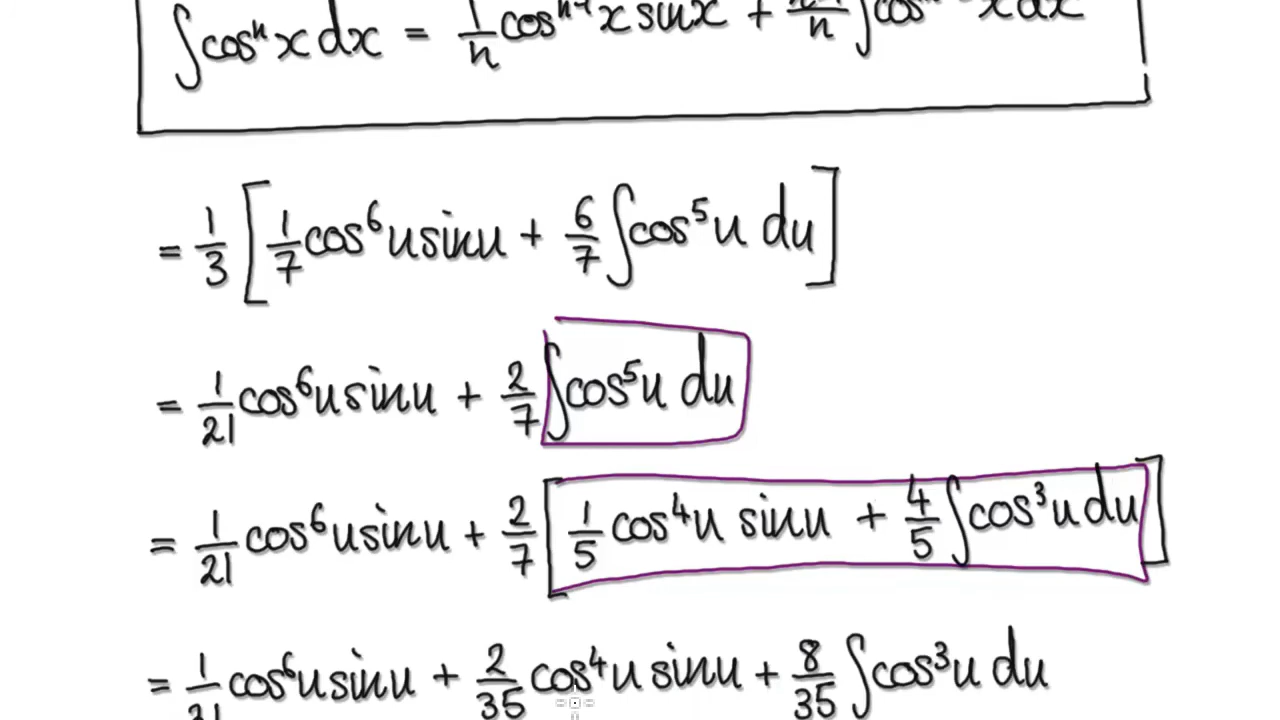 ∫cosⁿx dx = 1/n cosⁿ⁻¹x sinx + n-1/n ∫cosⁿ⁻ x dx
= 1/3 [1/7 cos⁶u sinu + 6/7 ∫cos⁵u du]
= 1/21 cos⁶u sinu + 2/7 ∫cos⁵u du
= 1/21 cos⁶u sinu + 2/7 [1/5 cos⁴u sinu + 4/5 ∫cos³u du]
= 1/21 cos⁶u sinu + 2/35 cos⁴u sinu + 8/35 ∫cos³u du